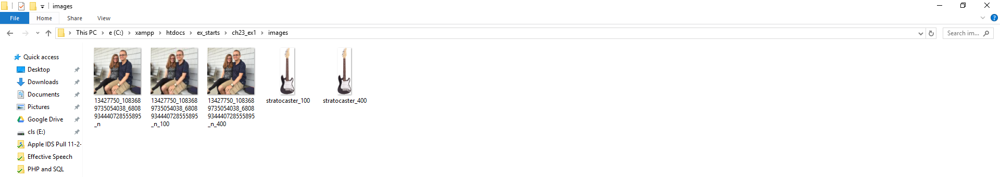 images
File Home Share View
This PC e (C:) xampp htdocs ex_starts ch23_ex1 images Search im...
Quick access
Desktop
Downloads
Documents
Pictures
Google Drive
cls (E:)
Apple IDS Pull 11-2-
Effective Speech
PHP and SQL
13427750_108368
9735054038_6808
934440728555895
_n
13427750_108368
9735054038_6808
934440728555895
_n_100
13427750_108368
9735054038_6808
934440728555895
_n_400
stratocaster_100
stratocaster_400